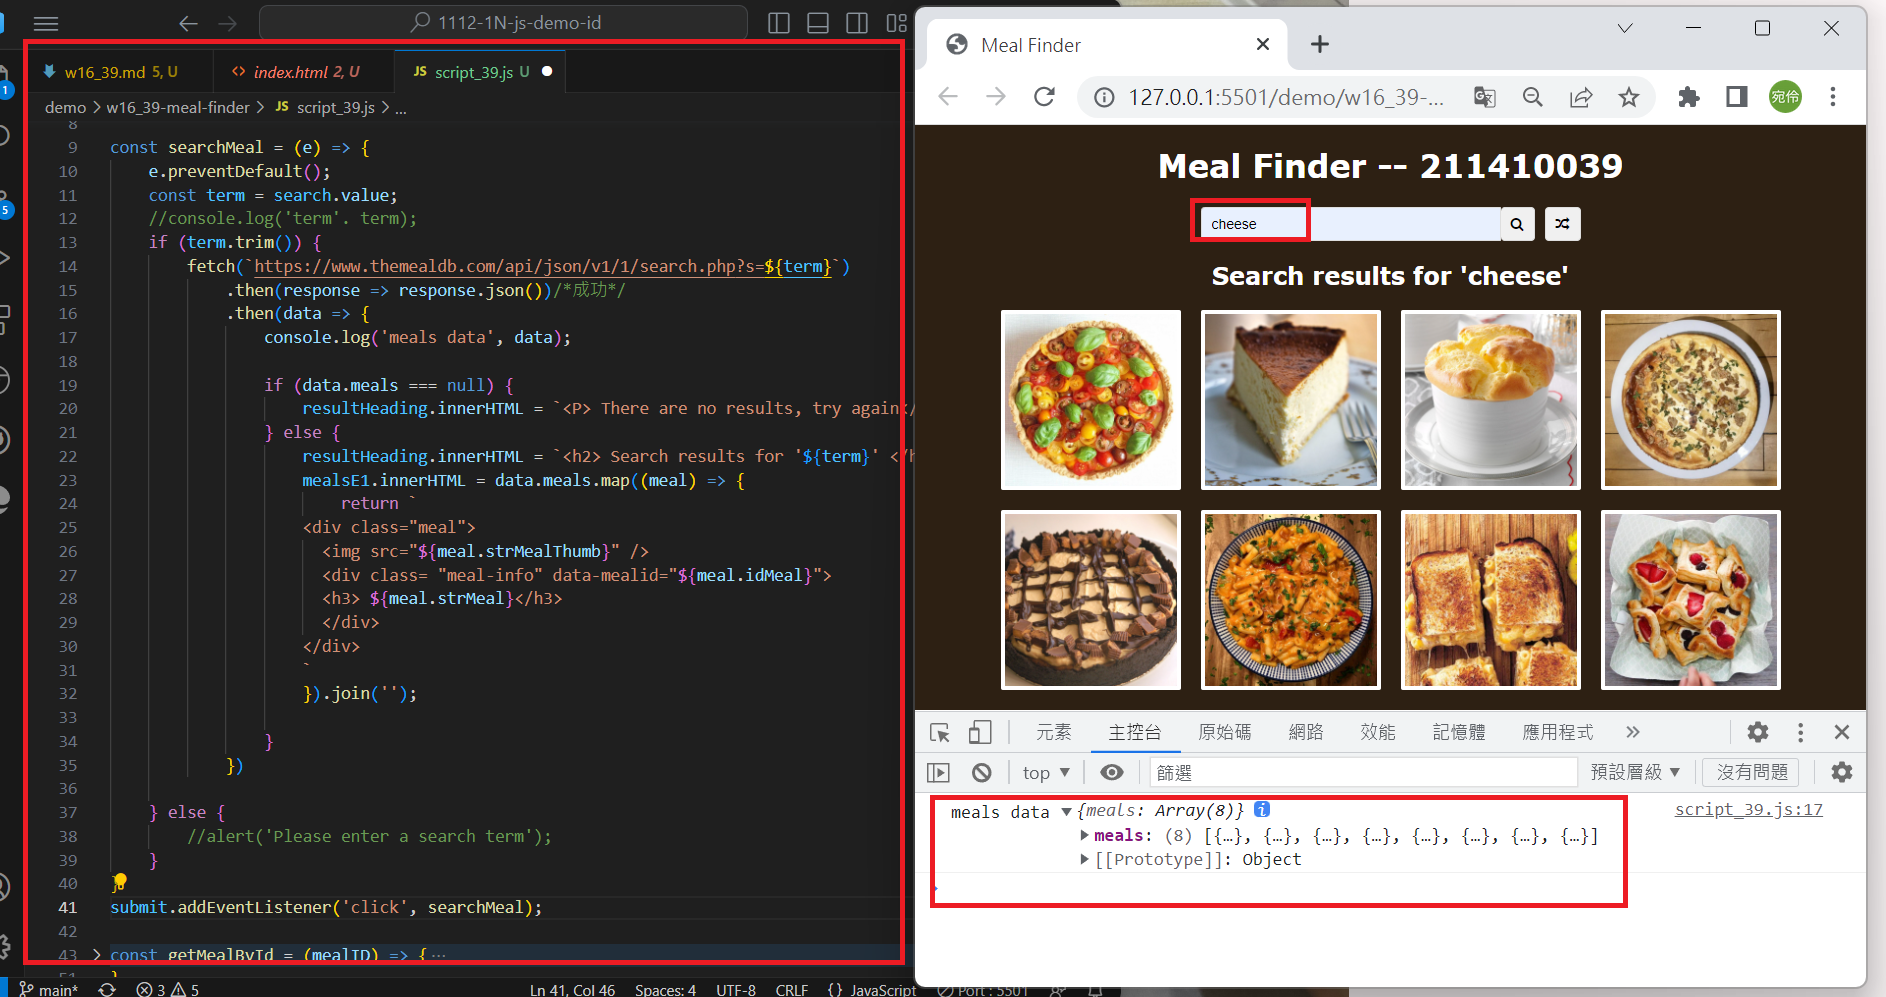 1112-1N-js-demo-id
w16_39.md 5, U
index.html 2, U
JS script_39.js U
demo > w16_39-meal-finder > JS script_39.js > ...
8
9 const searchMeal = (e) => {
10 e.preventDefault();
11 const term = search.value;
12 //console.log('term'. term);
13 if (term.trim()) {
14 fetch(`https://www.themealdb.com/api/json/v1/1/search.php?s=${term}`)
15 .then(response => response.json())/*成功*/
16 .then(data => {
17 console.log('meals data', data);
18
19 if (data.meals === null) {
20 resultHeading.innerHTML = `<P> There are no results, try again</
21 } else {
22 resultHeading.innerHTML = `<h2> Search results for '${term}' </h
23 mealsE1.innerHTML = data.meals.map((meal) => {
24 return `
25 <div class="meal">
26 <img src="${meal.strMealThumb}" />
27 <div class= "meal-info" data-mealid="${meal.idMeal}">
28 <h3> ${meal.strMeal}</h3>
29 </div>
30 </div>
31 `
32 }).join('');
33
34 }
35 })
36
37 } else {
38 //alert('Please enter a search term');
39 }
40 }
41 submit.addEventListener('click', searchMeal);
42
43 const getMealById = (mealID) => { ...
51 }
1
5
main* 3 5 Ln 41, Col 46 Spaces: 4 UTF-8 CRLF {} JavaScript Port : 5501
Meal Finder
127.0.0.1:5501/demo/w16_39-...
宛伶
Meal Finder -- 211410039
cheese
Search results for 'cheese'
元素 主控台 原始碼 網路 效能 記憶體 應用程式 »
top 篩選 預設層級 沒有問題
meals data {meals: Array(8)} i script_39.js:17
meals: (8) [{…}, {…}, {…}, {…}, {…}, {…}, {…}, {…}]
[[Prototype]]: Object